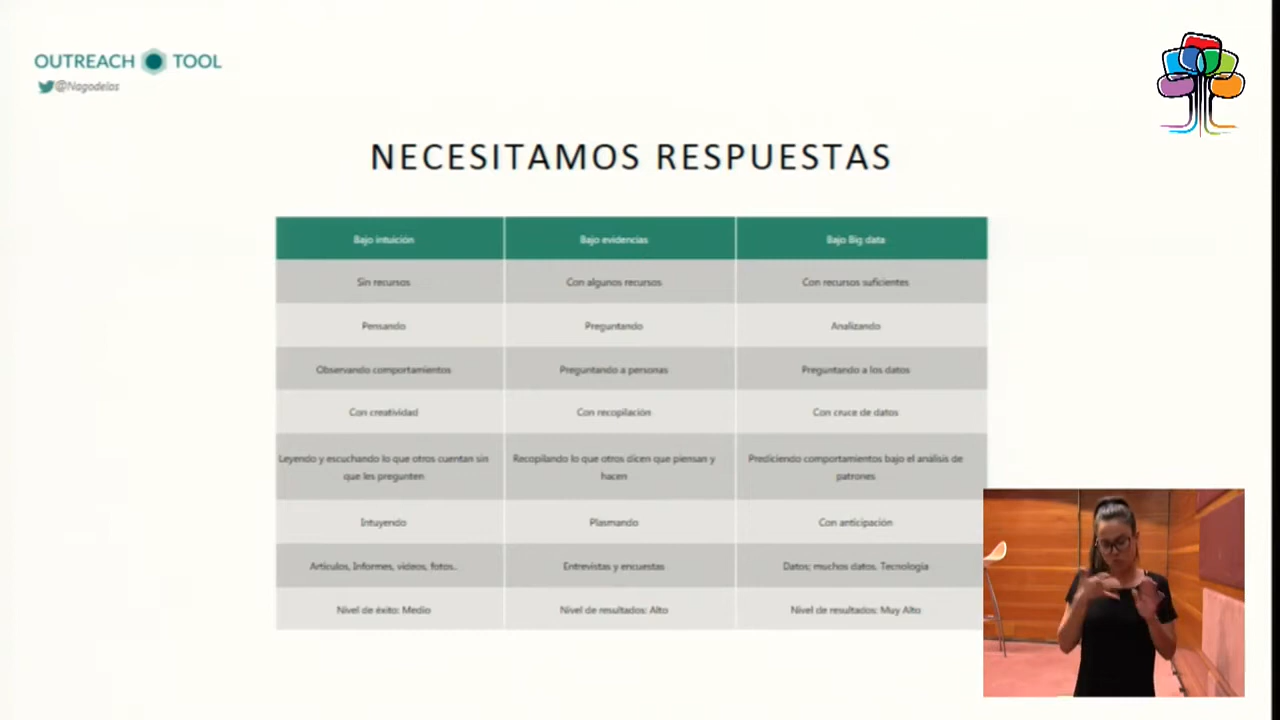 OUTREACH TOOL
@Nagodelas
NECESITAMOS RESPUESTAS
Bajo intuición Bajo evidencias Bajo Big data
Sin recursos Con algunos recursos Con recursos suficientes
Pensando Preguntando Analizando
Observando comportamientos Preguntando a personas Preguntando a los datos
Con creatividad Con recopilación Con cruce de datos
Leyendo y escuchando lo que otros cuentan sin Recopilando lo que otros dicen que piensan y Prediciendo comportamientos bajo el análisis de
que les pregunten hacen patrones
Intuyendo Plasmando Con anticipación
Artículos, Informes, videos, fotos.. Entrevistas y encuestas Datos; muchos datos. Tecnología
Nivel de éxito: Medio Nivel de resultados: Alto Nivel de resultados: Muy Alto